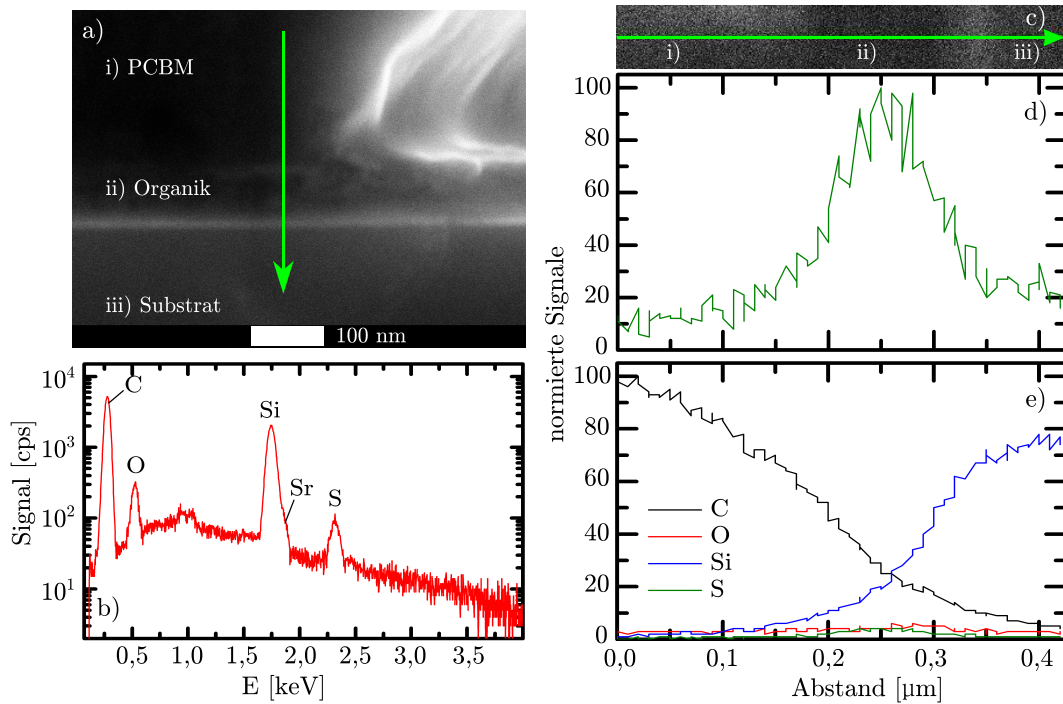 a)
i) PCBM
ii) Organik
iii) Substrat
100 nm
10⁴
10³
10²
10¹
Signal [cps]
C
O
Si
Sr
S
b)
0,5 1,0 1,5 2,0 2,5 3,0 3,5
E [keV]
c)
i) ii) iii)
d)
100
80
60
40
20
0
normierte Signale
e)
100
80
60
40
20
0
C
O
Si
S
0,0 0,1 0,2 0,3 0,4
Abstand [µm]